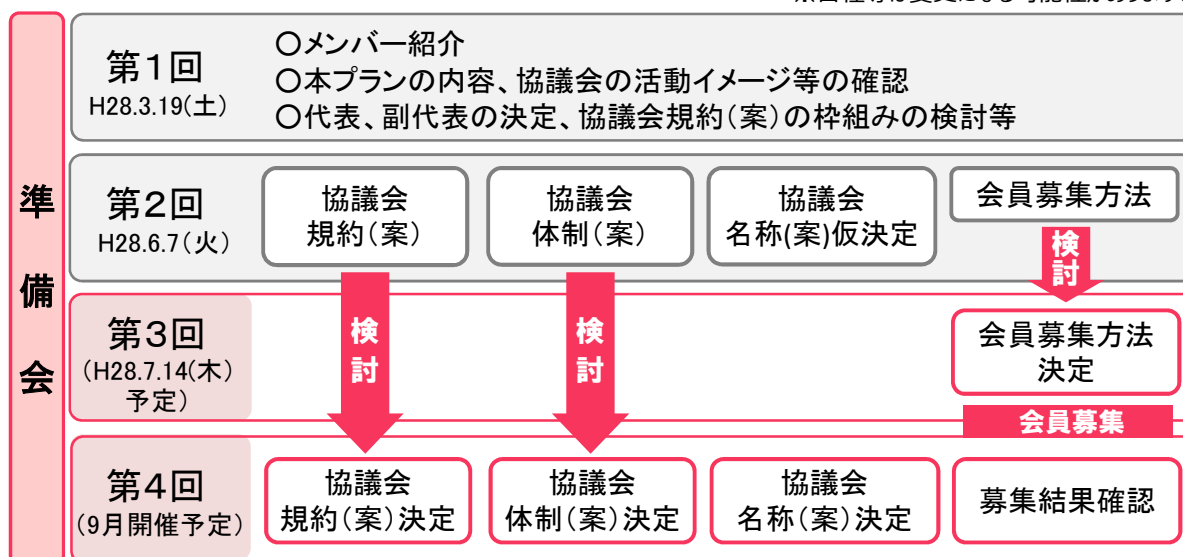 準備会
第1回
H28.3.19(土)
〇メンバー紹介
〇本プランの内容、協議会の活動イメージ等の確認
〇代表、副代表の決定、協議会規約(案)の枠組みの検討等
第2回
H28.6.7(火)
協議会
規約(案)
協議会
体制(案)
協議会
名称(案)仮決定
会員募集方法
検討
検討
検討
第3回
(H28.7.14(木)
予定)
会員募集方法
決定
会員募集
第4回
(9月開催予定)
協議会
規約(案)決定
協議会
体制(案)決定
協議会
名称(案)決定
募集結果確認